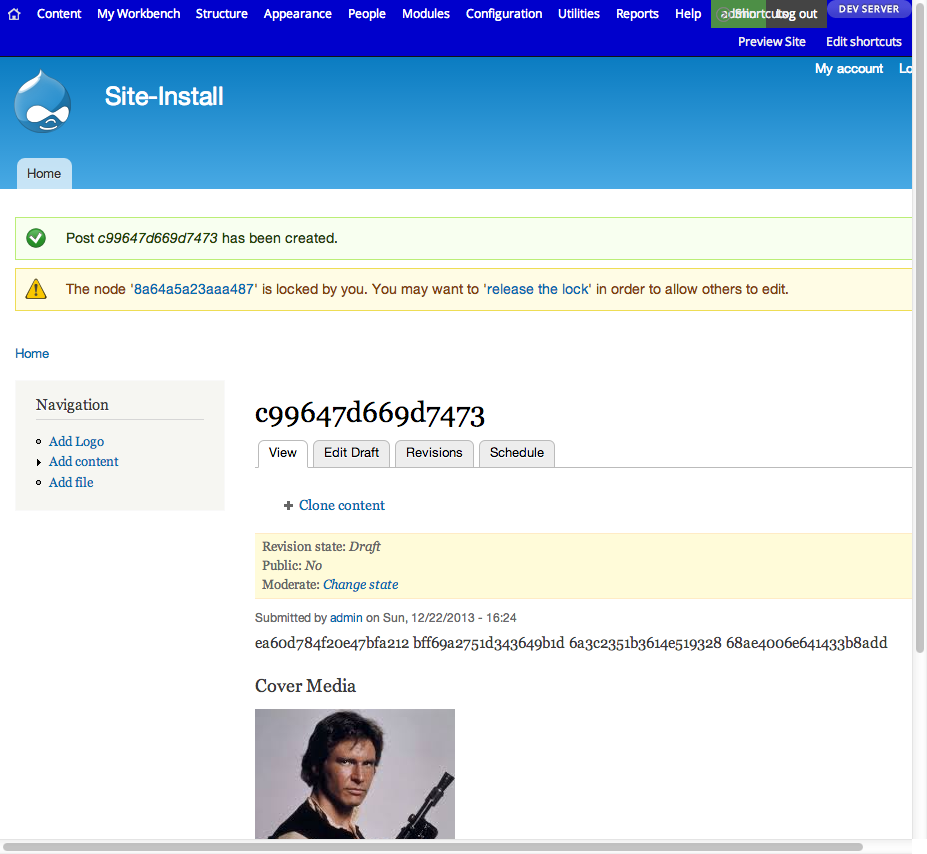 Content My Workbench Structure Appearance People Modules Configuration Utilities Reports Help admin Shortcuts Log out DEV SERVER
Preview Site Edit shortcuts
My account Lo
Site-Install
Home
Post c99647d669d7473 has been created.
The node '8a64a5a23aaa487' is locked by you. You may want to 'release the lock' in order to allow others to edit.
Home
Navigation
Add Logo
Add content
Add file
c99647d669d7473
View Edit Draft Revisions Schedule
Clone content
Revision state: Draft
Public: No
Moderate: Change state
Submitted by admin on Sun, 12/22/2013 - 16:24
ea60d784f20e47bfa212 bff69a2751d343649b1d 6a3c2351b3614e519328 68ae4006e641433b8add
Cover Media